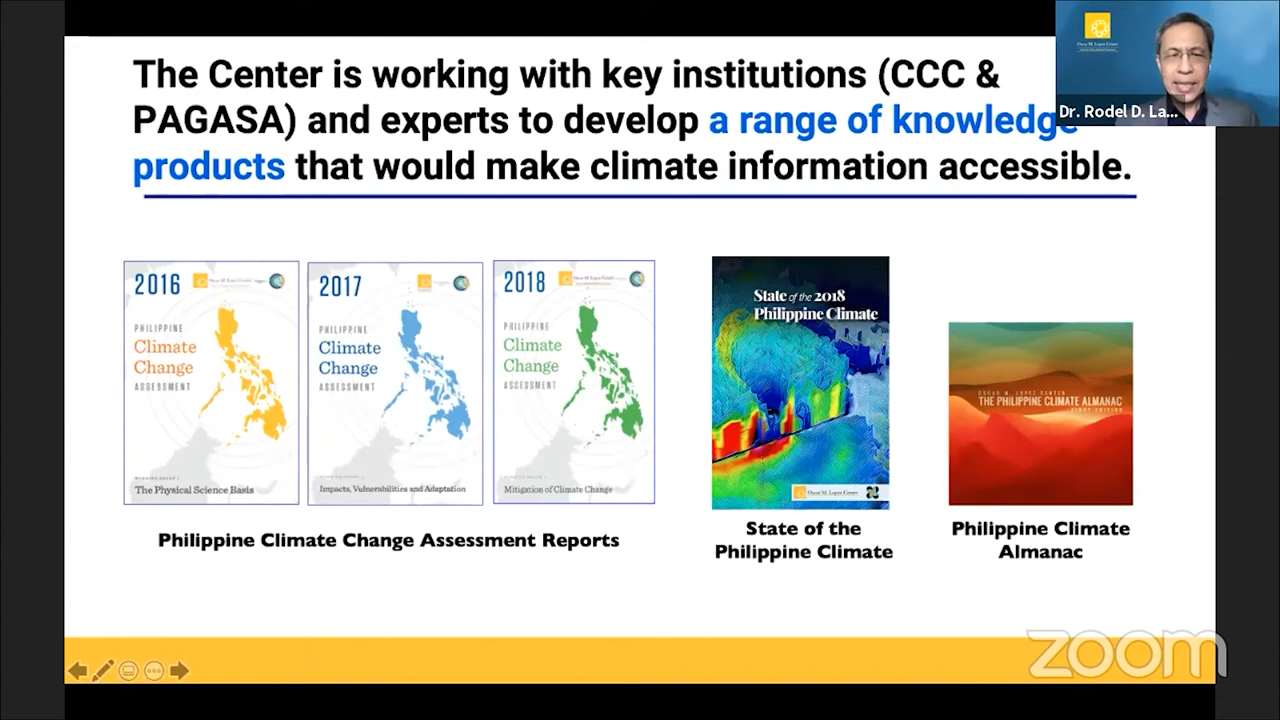 The Center is working with key institutions (CCC &
PAGASA) and experts to develop a range of knowledge
products that would make climate information accessible.
Dr. Rodel D. La...
2016
PHILIPPINE
Climate
Change
ASSESSMENT
The Physical Science Basis
2017
PHILIPPINE
Climate
Change
ASSESSMENT
Impacts, Vulnerabilities and Adaptation
2018
PHILIPPINE
Climate
Change
ASSESSMENT
Mitigation of Climate Change
Philippine Climate Change Assessment Reports
State of the 2018
Philippine Climate
Oscar M. Lopez Center
State of the
Philippine Climate
OSCAR M. LOPEZ CENTER
THE PHILIPPINE CLIMATE ALMANAC
FIRST EDITION
Philippine Climate
Almanac
zoom